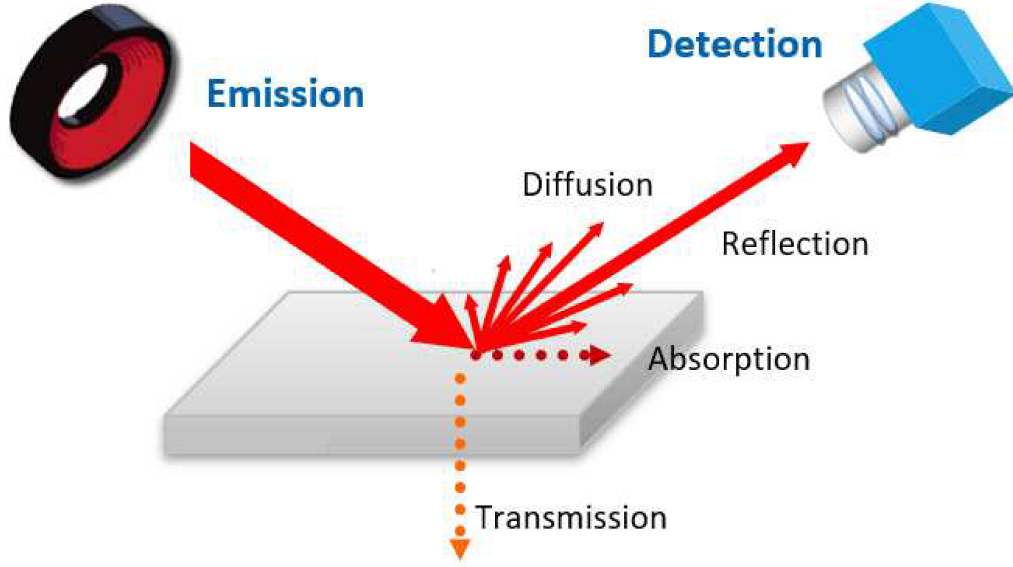 Detection
Emission
Diffusion
Reflection
Absorption
Transmission